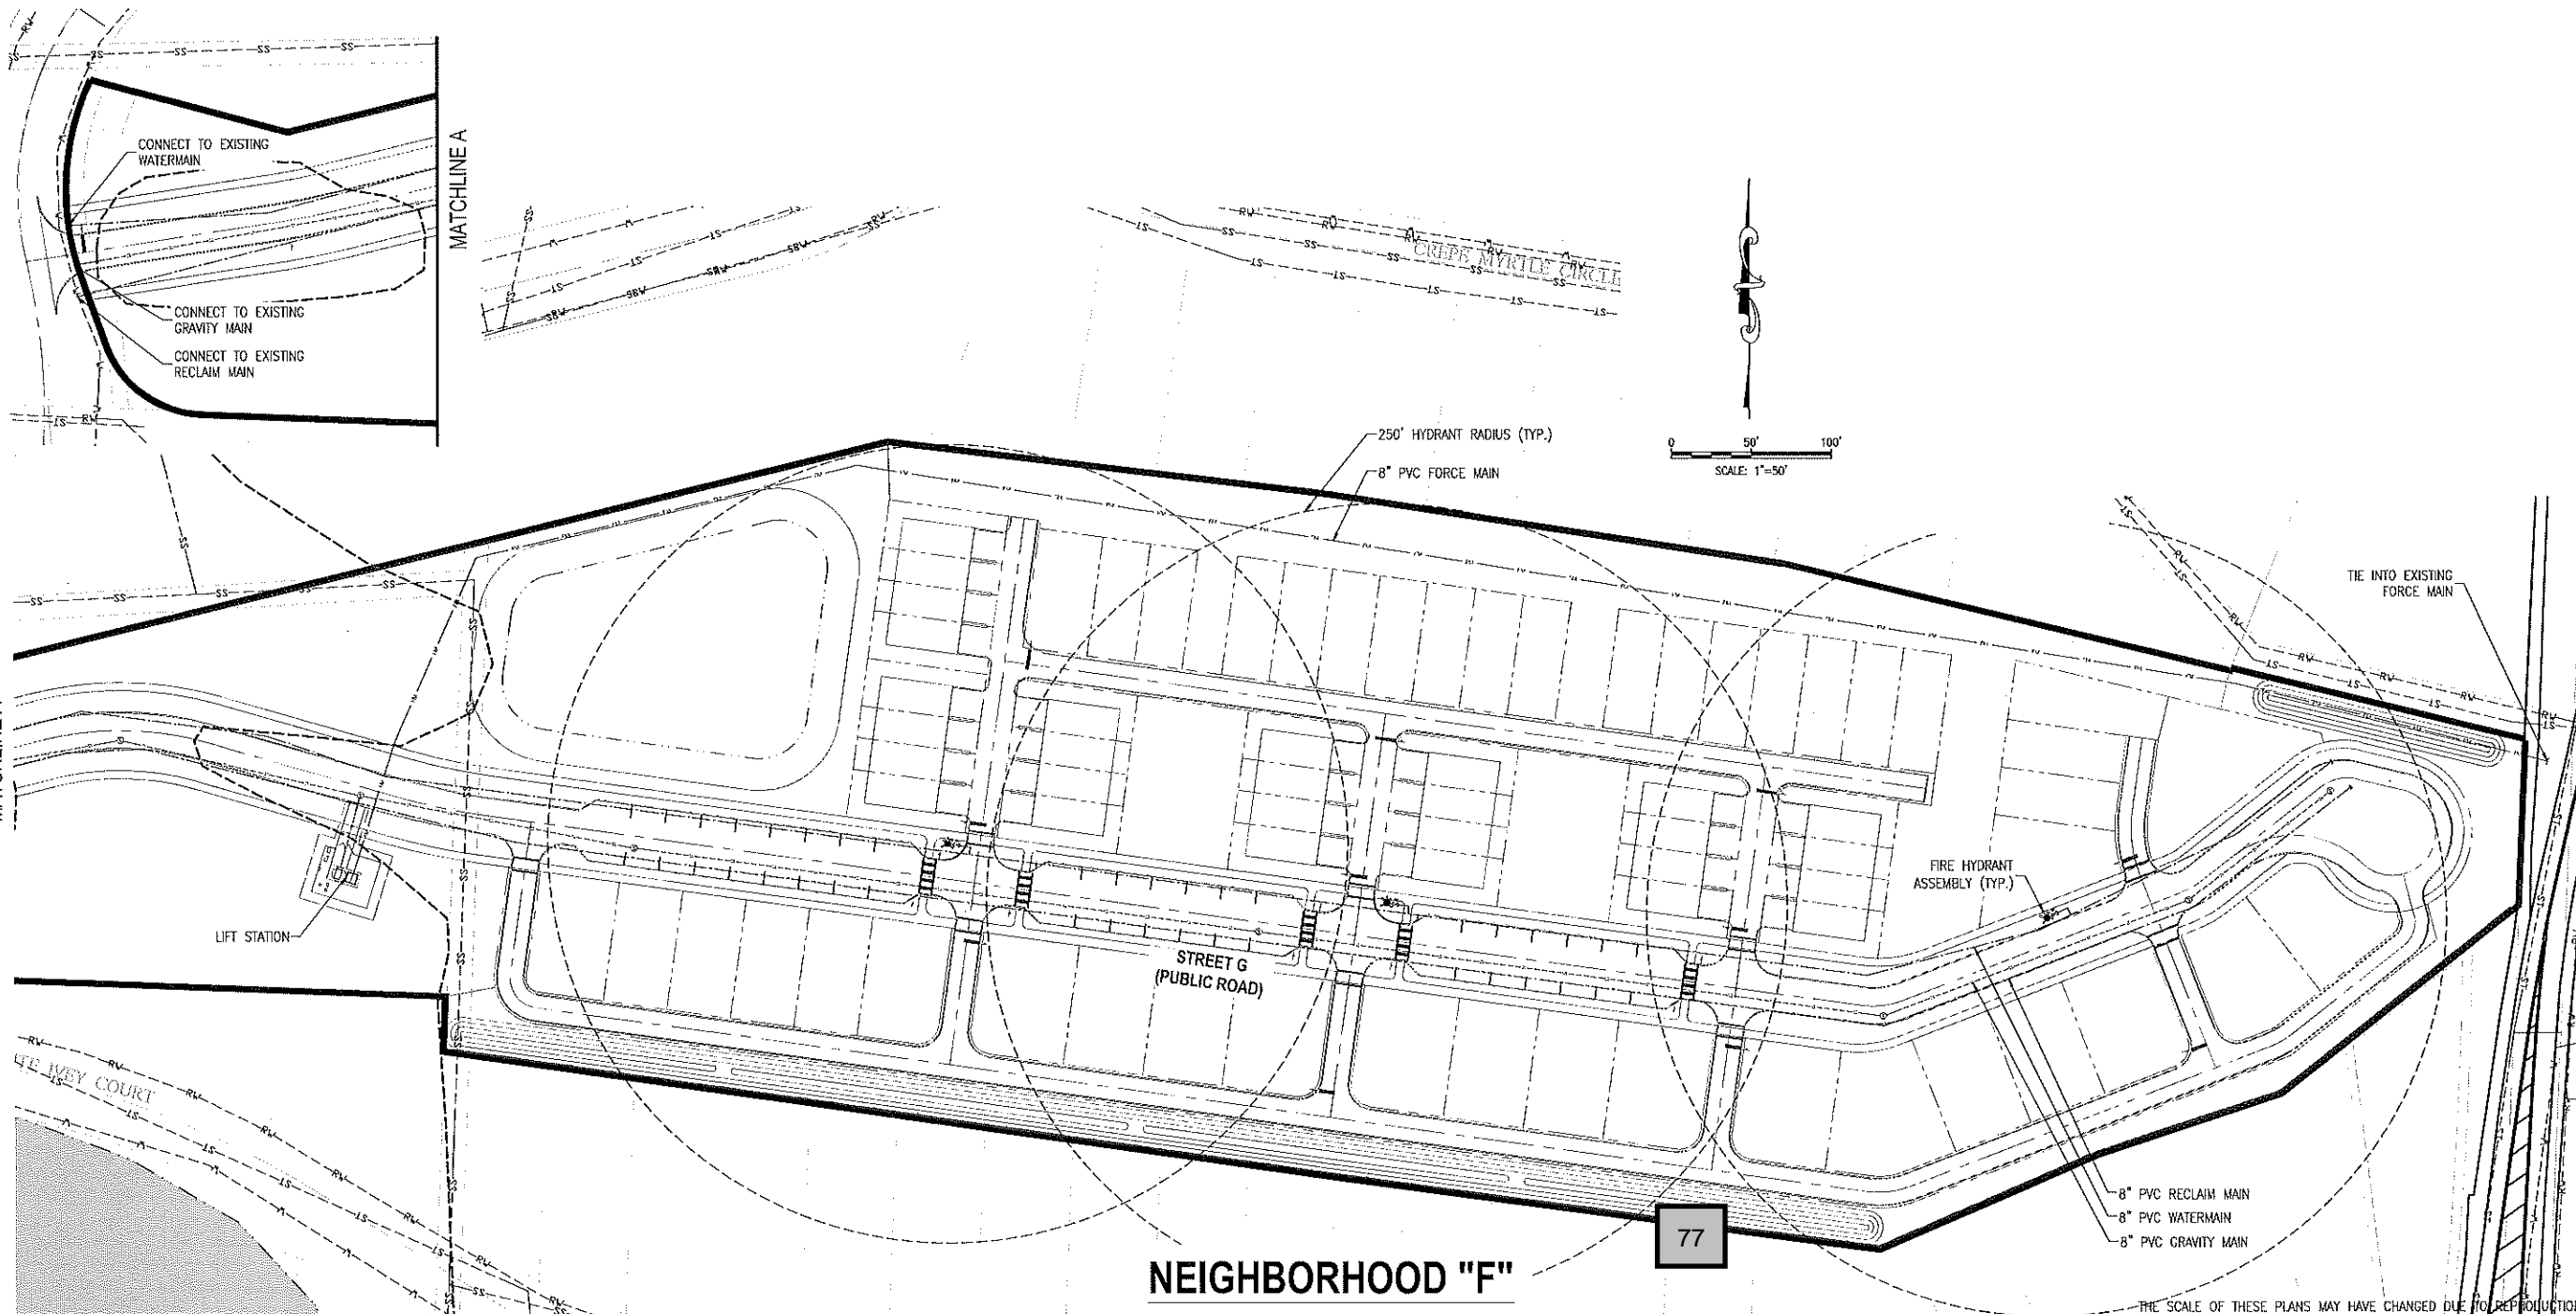 CONNECT TO EXISTING
WATERMAIN
MATCHLINE A
CONNECT TO EXISTING
GRAVITY MAIN
CONNECT TO EXISTING
RECLAIM MAIN
CREPE MYRTLE CIRCLE
250' HYDRANT RADIUS (TYP.)
8" PVC FORCE MAIN
0 50' 100'
SCALE: 1"=50'
TIE INTO EXISTING
FORCE MAIN
FIRE HYDRANT
ASSEMBLY (TYP.)
LIFT STATION
STREET G
(PUBLIC ROAD)
IVEY COURT
8" PVC RECLAIM MAIN
8" PVC WATERMAIN
8" PVC GRAVITY MAIN
77
NEIGHBORHOOD "F"
THE SCALE OF THESE PLANS MAY HAVE CHANGED DUE TO REPRODUCTION